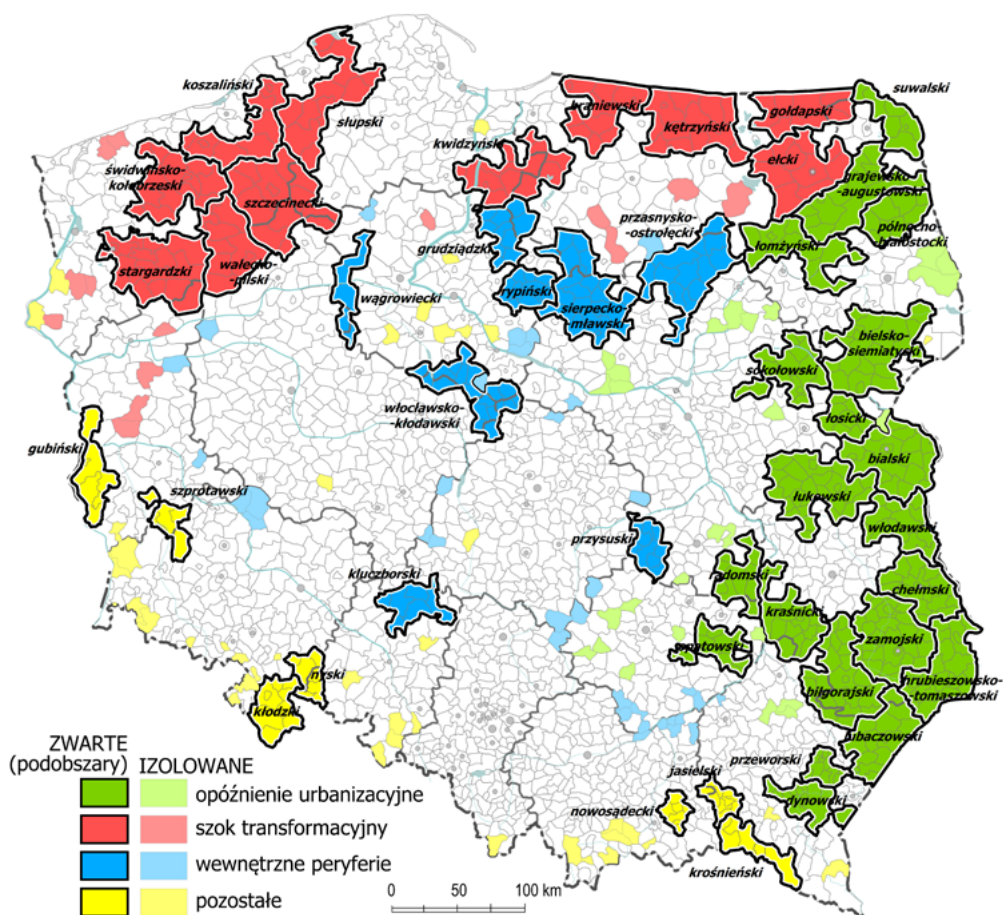 suwalski
koszaliński
słupski
braniewski
gołdapski
kętrzyński
kwidzyński
ełcki
świdwińsko-
kołobrzeski
grajewsko-
augustowski
szczecinecki
przasnysko-
ostrołęcki
północno-
białostocki
grudziądzki
łomżyński
stargardzki
wałecko-
-pilski
wągrowiecki
rypiński
sierpecko-
-mławski
bielsko-
siemiatyski
sokołowski
włocławsko-
-kłodawski
łosicki
gubiński
bialski
szprotawski
łukowski
włodawski
przysuski
kluczborski
radomski
chełmski
kraśnicki
opatowski
zamojski
nyski
biłgorajski
hrubieszowsko-
-tomaszowski
kłodzki
lubaczowski
przeworski
jasielski
dynowski
nowosądecki
krośnieński
ZWARTE
(podobszary) IZOLOWANE
opóźnienie urbanizacyjne
szok transformacyjny
wewnętrzne peryferie
pozostałe
0 50 100 km